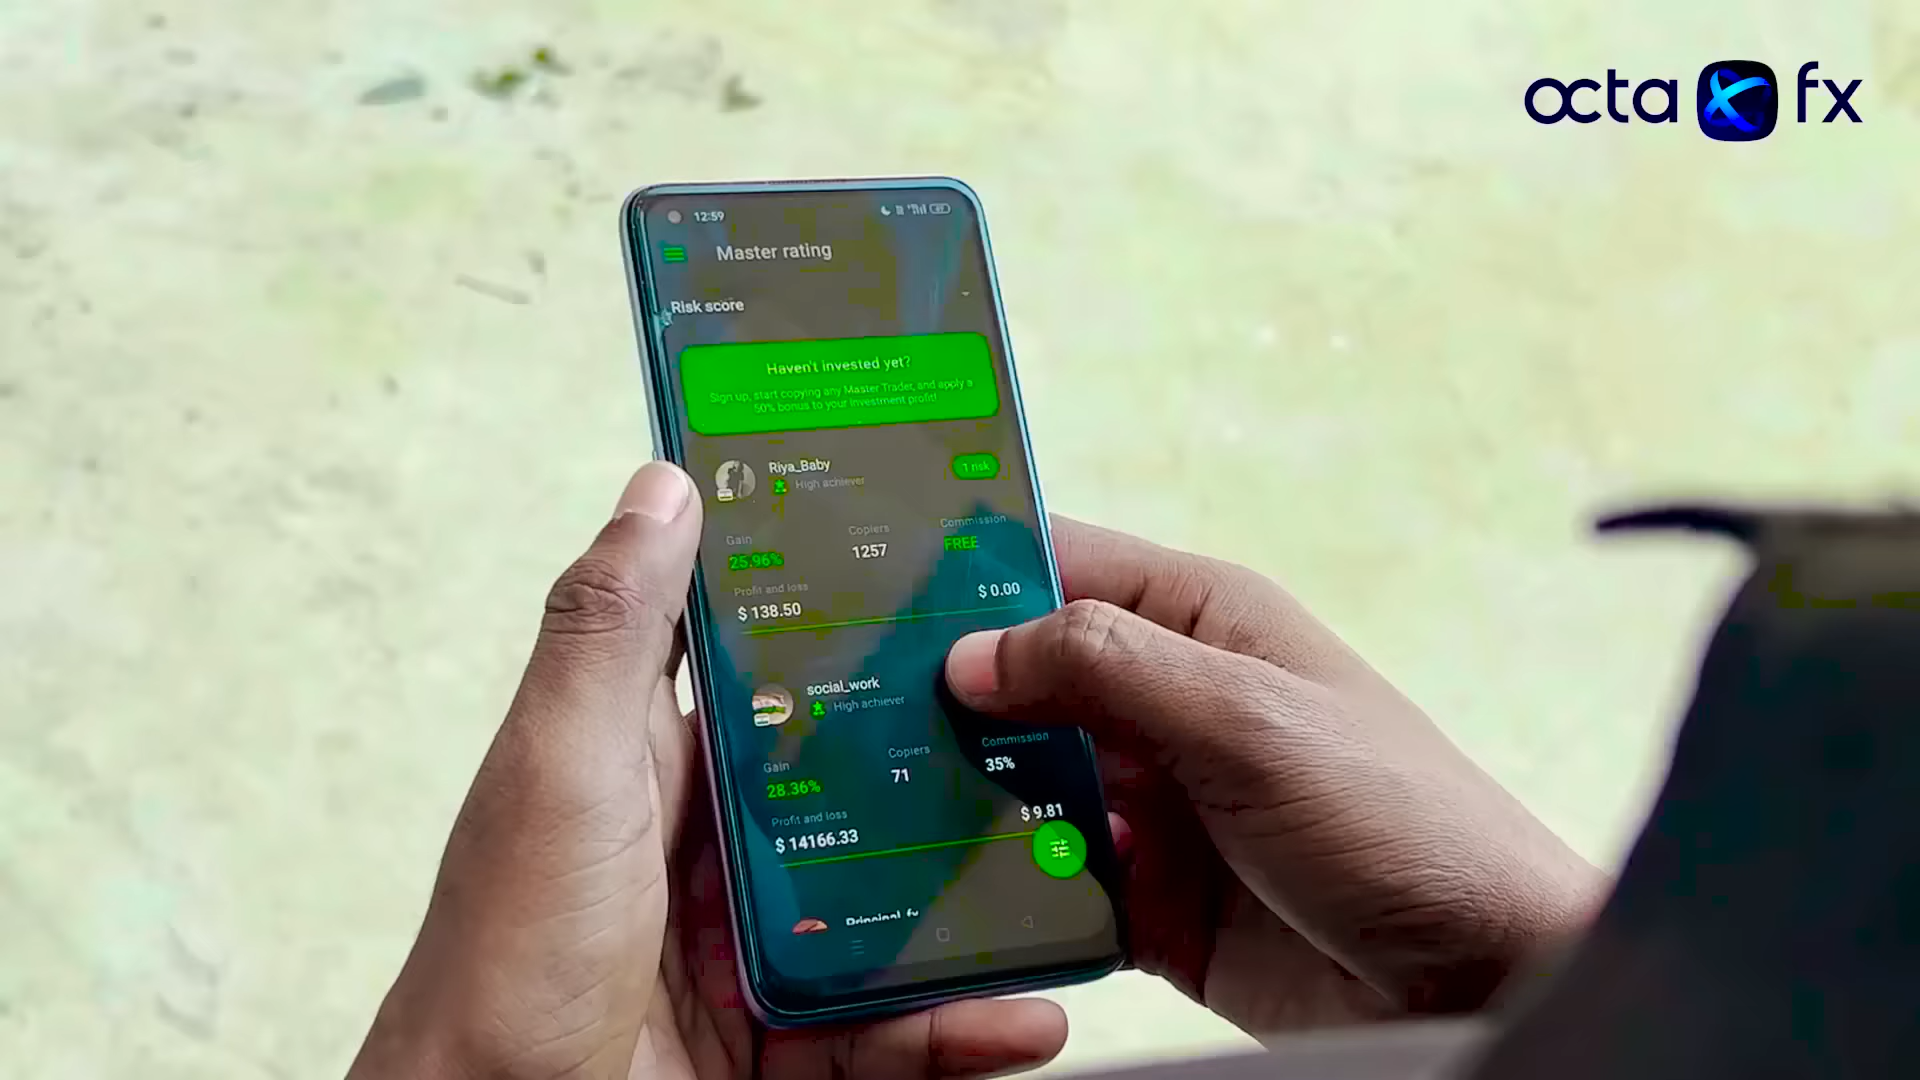 octa fx
12:59
Master rating
Risk score
Haven't invested yet?
Sign up, start copying any Master Trader, and apply a
50% bonus to your investment profit!
Riya_Baby
1 risk
High achiever
Gain
Copiers
Commission
25.96%
1257
FREE
Profit and loss
$ 138.50
$ 0.00
social_work
High achiever
Gain
Copiers
Commission
28.36%
71
35%
Profit and loss
$ 14166.33
$ 9.81
Principal_fx